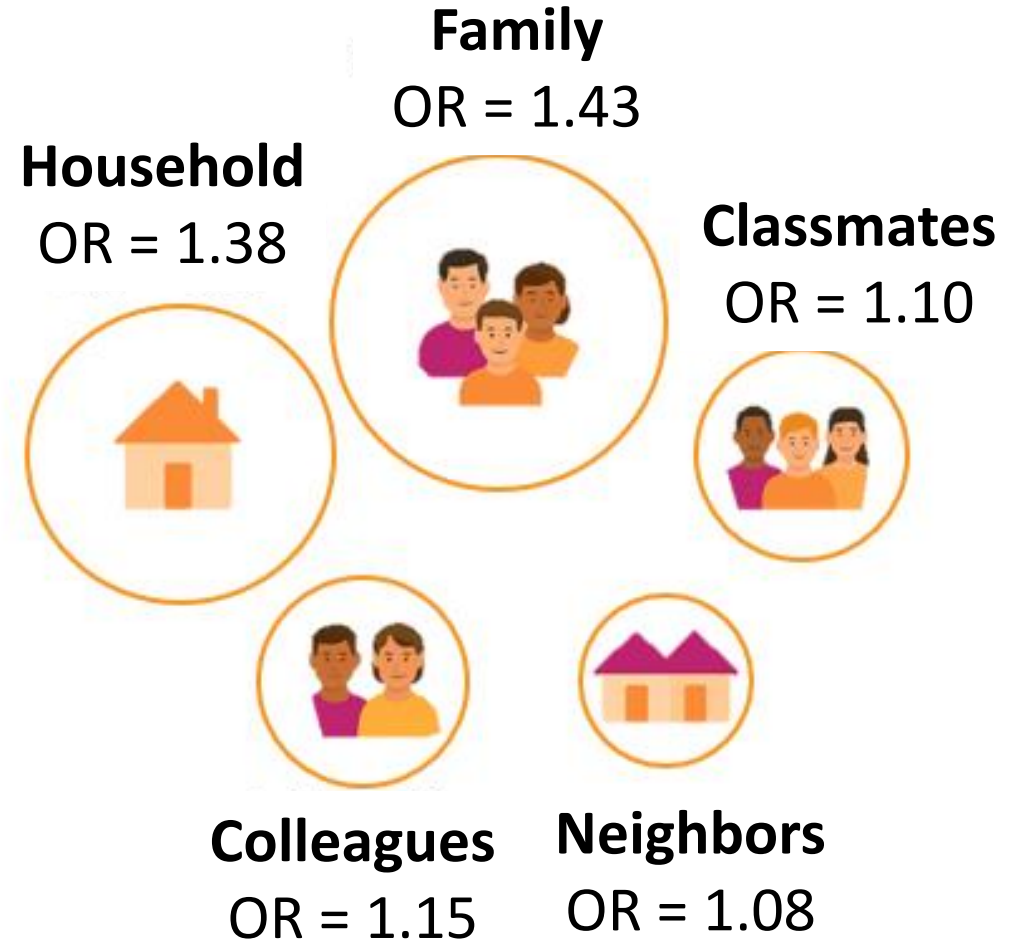 Family
OR = 1.43
Household
OR = 1.38
Classmates
OR = 1.10
Colleagues
OR = 1.15
Neighbors
OR = 1.08